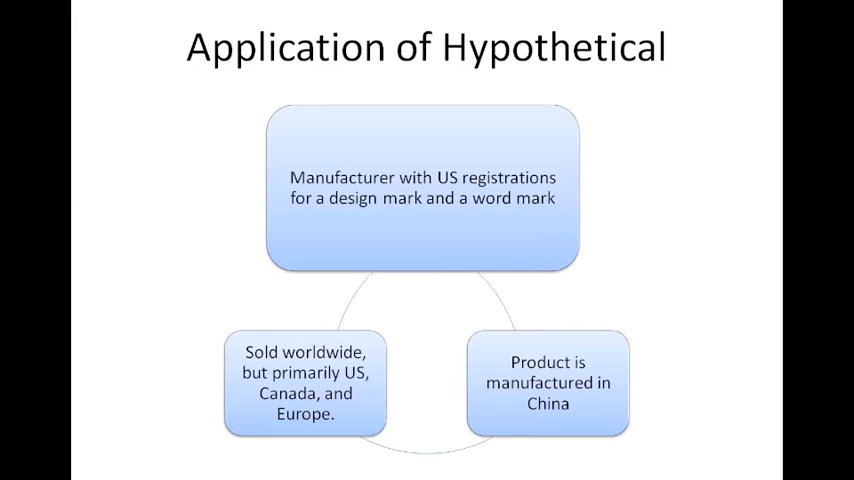 Application of Hypothetical
Manufacturer with US registrations
for a design mark and a word mark
Sold worldwide,
but primarily US,
Canada, and
Europe.
Product is
manufactured in
China